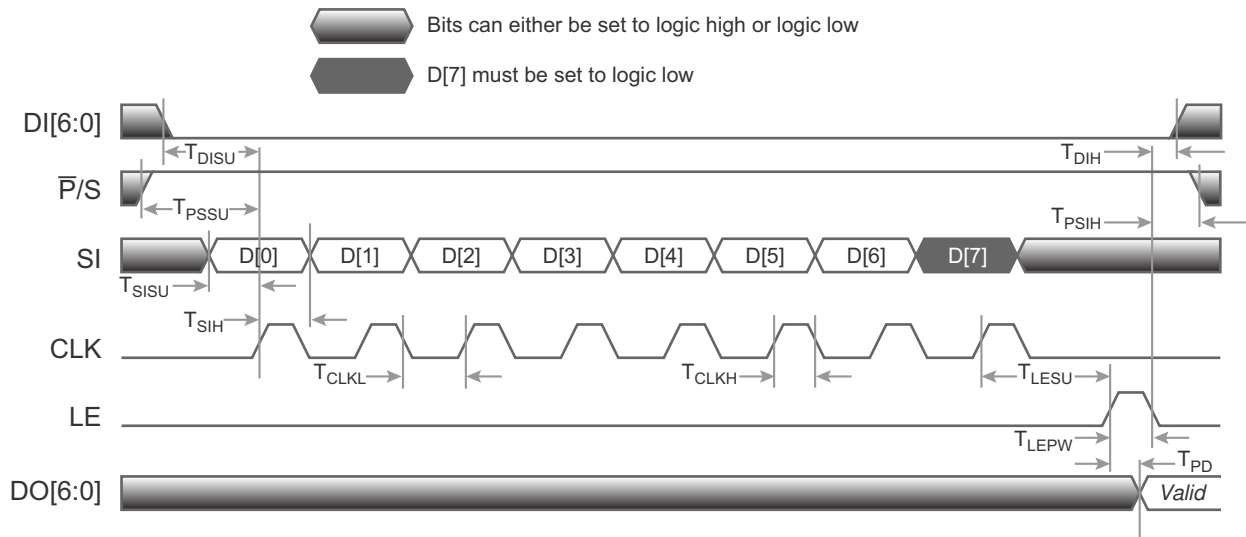 Bits can either be set to logic high or logic low
D[7] must be set to logic low
DI[6:0]
TDISU
TDIH
P̅/S
TPSSU
TPSIH
SI
D[0] D[1] D[2] D[3] D[4] D[5] D[6] D[7]
TSISU
TSIH
CLK
TCLKL
TCLKH
TLESU
LE
TLEPW
TPD
DO[6:0]
Valid